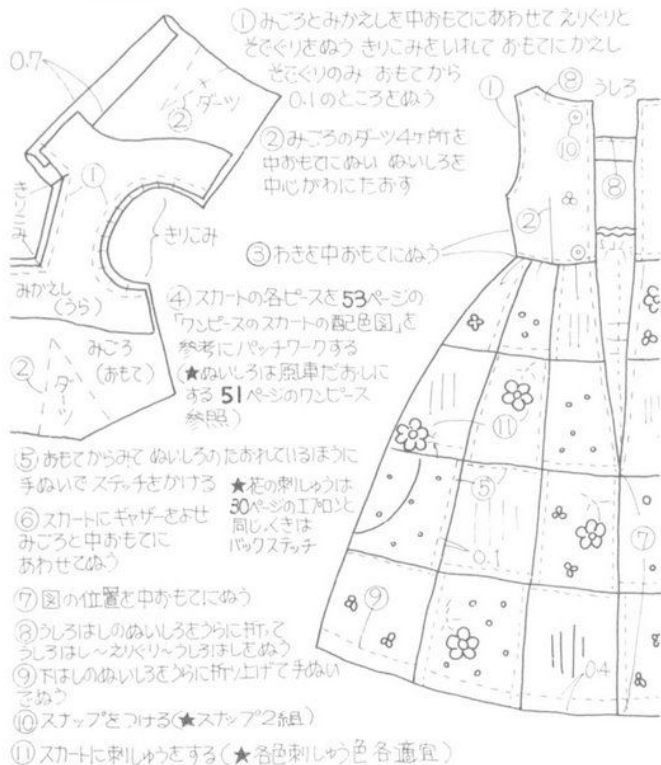 ①みごろとみかえしを中おもてにあわせて えりぐりと
そでぐりをぬう きりこみをいれて おもてにかえし
そでぐりのみ おもてから
0.1のところをぬう
0.7
ダーツ
②
②みごろのダーツ4ヶ所を
中おもてにぬい ぬいしろを
中心がわにたおす
①
⑧
うしろ
⑩
⑧
②
きりこみ
①
きりこみ
③わきを中おもてにぬう
みかえし
(うら)
みごろ
(おもて)
②
ダーツ
④スカートの各ピースを53ページの
「ワンピースのスカートの配色図」を
参考にパッチワークする
(★ぬいしろは風車だおしに
する 51ページのワンピース
参照)
⑪
⑤おもてからみて ぬいしろのたおれているほうに
手ぬいでステッチをかける
★花の刺しゅうは
30ページのエプロンと
同じ くきは
バックステッチ
⑥スカートにギャザーをよせ
みごろと中おもてに
あわせてぬう
⑤
0.1
⑦
⑦図の位置を中おもてにぬう
⑧うしろはしのぬいしろをうらに折って
うしろはし〜えりぐり〜うしろはしをぬう
⑨下はしのぬいしろをうらに折り上げて手ぬい
でぬう
⑨
0.4
⑩スナップをつける(★スナップ2組)
⑪スカートに刺しゅうをする(★各色刺しゅう色各適宜)